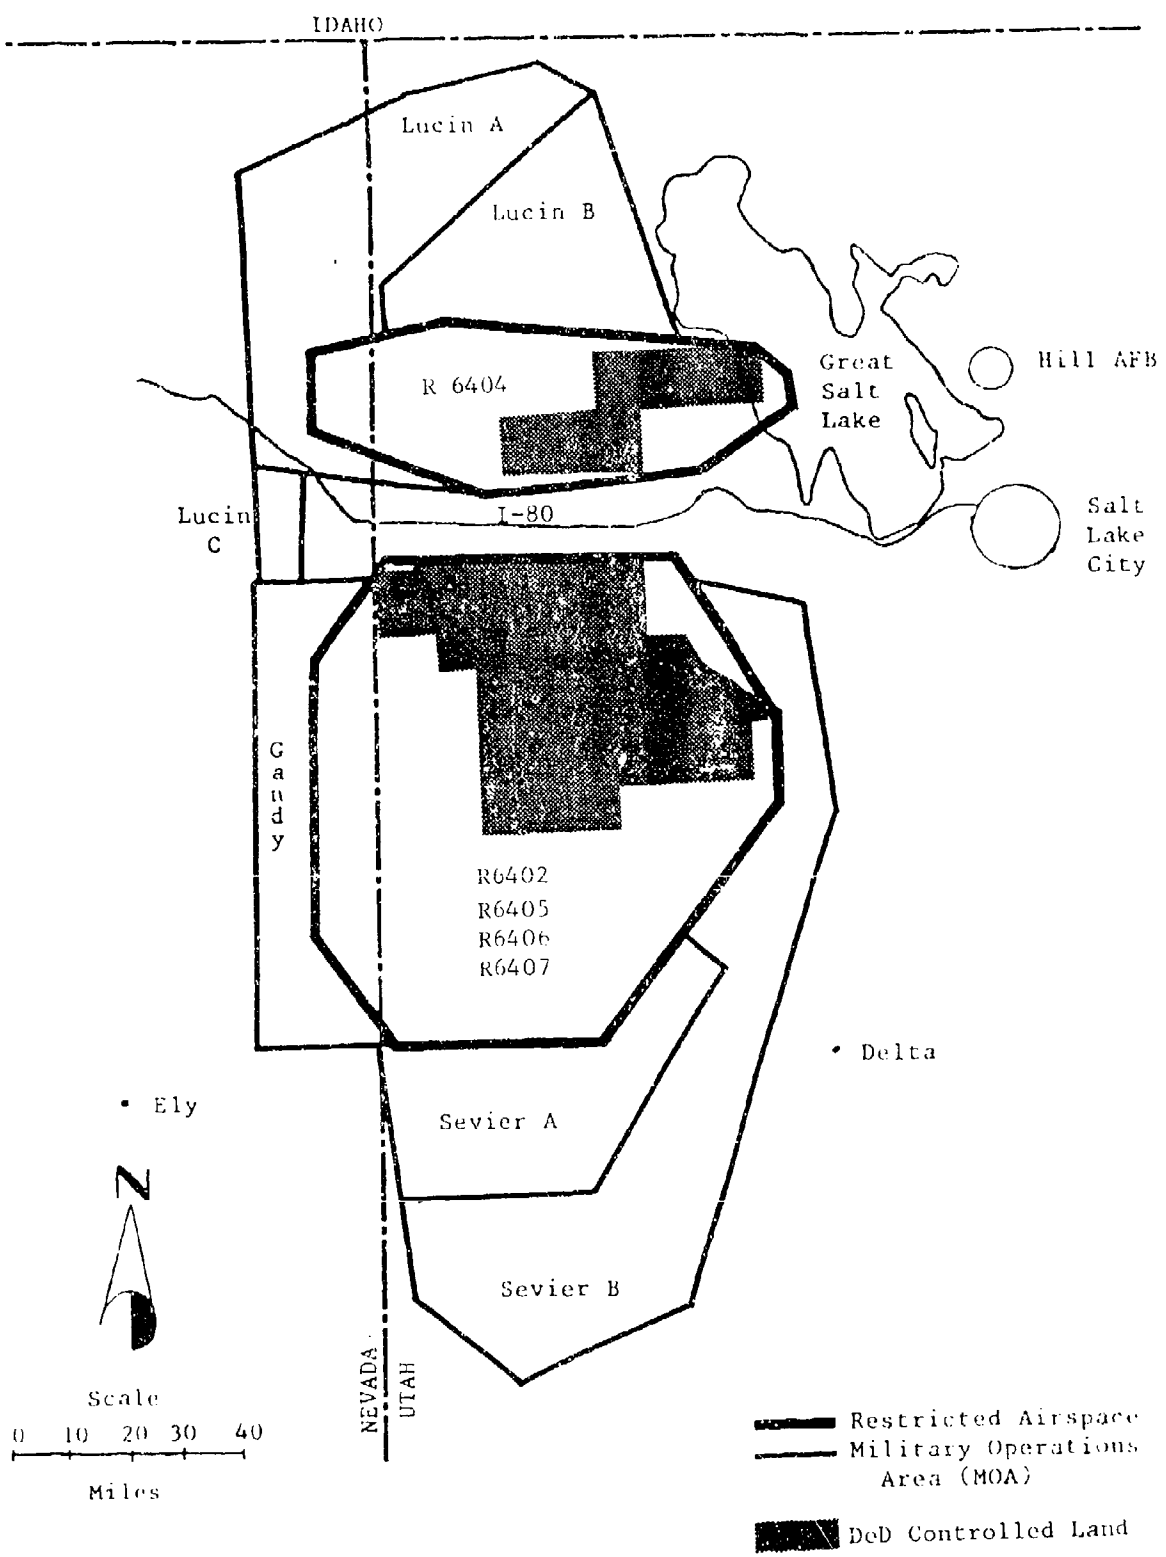 IDAHO
Lucin A
Lucin B
R 6404
Great
Salt
Lake
Hill AFB
Lucin
C
I-80
Salt
Lake
City
Gandy
R6402
R6405
R6406
R6407
Delta
Ely
Sevier A
N
Sevier B
NEVADA
UTAH
Scale
0 10 20 30 40
Miles
Restricted Airspace
Military Operations
Area (MOA)
DoD Controlled Land